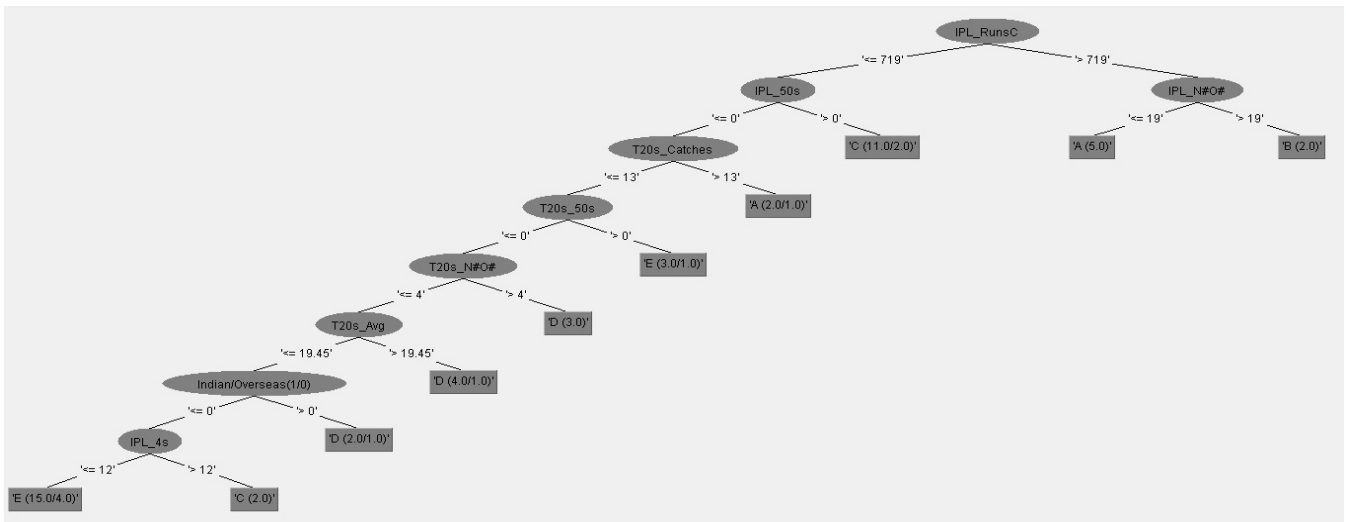 IPL_RunsC
'<= 719' '> 719'
IPL_50s IPL_N#O#
'<= 0' '> 0' '<= 19' '> 19'
T20s_Catches 'C (11.0/2.0)' 'A (5.0)' 'B (2.0)'
'<= 13' '> 13'
T20s_50s 'A (2.0/1.0)'
'<= 0' '> 0'
T20s_N#O# 'E (3.0/1.0)'
'<= 4' '> 4'
T20s_Avg 'D (3.0)'
'<= 19.45' '> 19.45'
Indian/Overseas(1/0) 'D (4.0/1.0)'
'<= 0' '> 0'
IPL_4s 'D (2.0/1.0)'
'<= 12' '> 12'
'E (15.0/4.0)' 'C (2.0)'